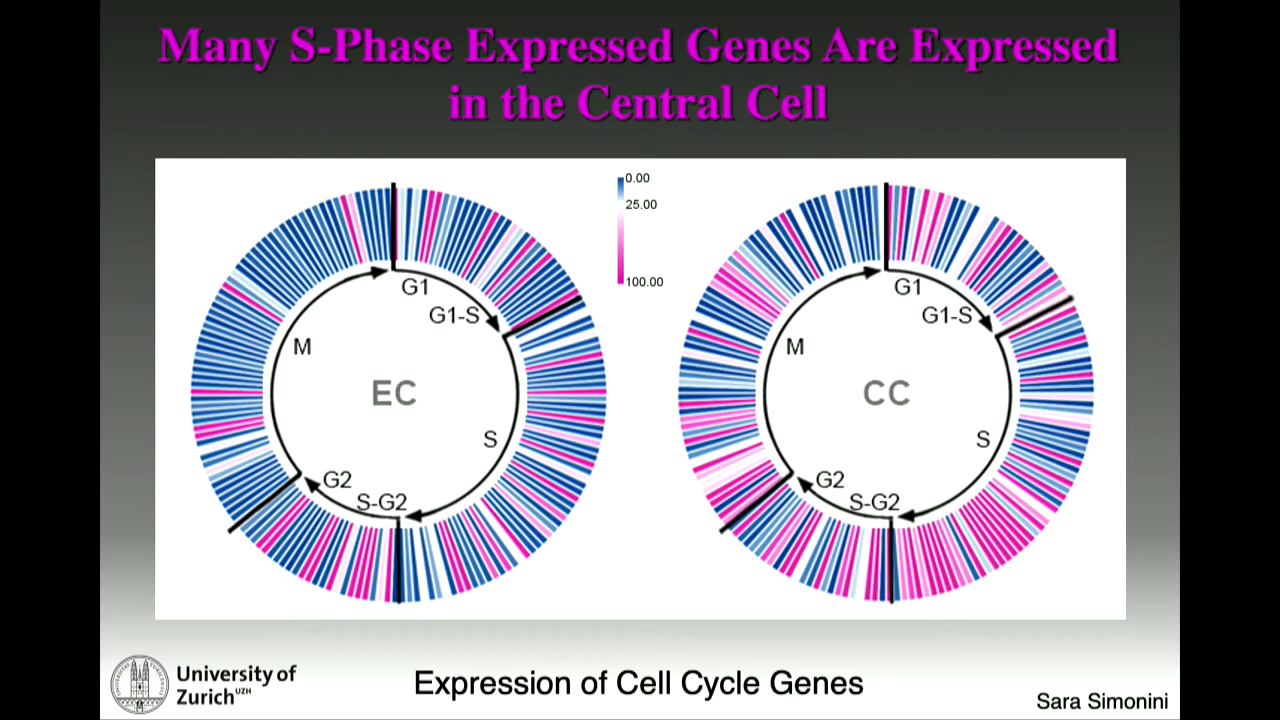 Many S-Phase Expressed Genes Are Expressed
in the Central Cell
0.00
25.00
100.00
G1
G1-S
M
EC
S
G2
S-G2
G1
G1-S
M
CC
S
G2
S-G2
University of
Zurich UZH
Expression of Cell Cycle Genes
Sara Simonini